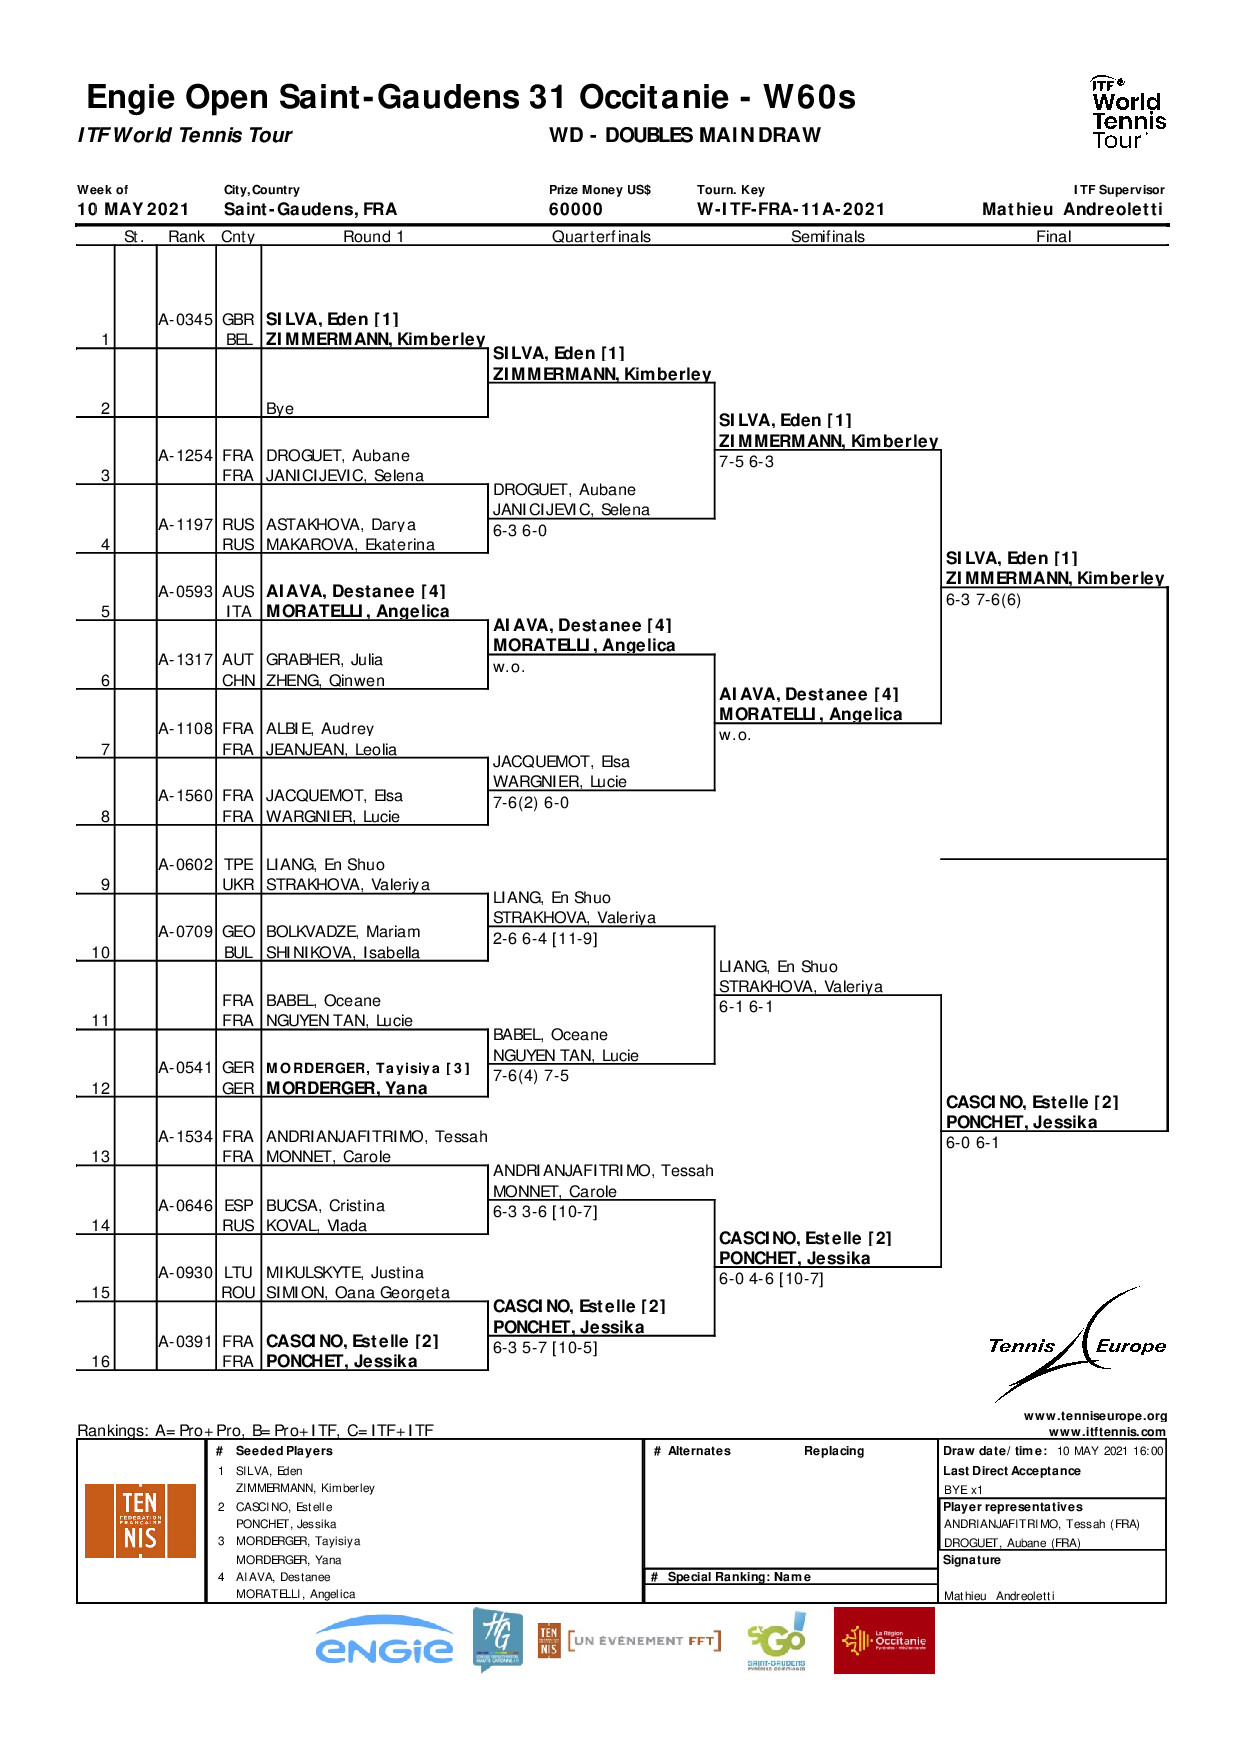 Engie Open Saint-Gaudens 31 Occitanie - W60s
ITF World Tennis Tour
WD - DOUBLES MAIN DRAW
ITF
World
Tennis
Tour
Week of City,Country Prize Money US$ Tourn. Key ITF Supervisor
10 MAY 2021 Saint-Gaudens, FRA 60000 W-ITF-FRA-11A-2021 Mathieu Andreoletti
St. Rank Cnty Round 1 Quarterfinals Semifinals Final
A-0345 GBR SILVA, Eden [1]
1 BEL ZIMMERMANN, Kimberley
SILVA, Eden [1]
ZIMMERMANN, Kimberley
2 Bye
SILVA, Eden [1]
ZIMMERMANN, Kimberley
7-5 6-3
A-1254 FRA DROGUET, Aubane
3 FRA JANICIJEVIC, Selena
DROGUET, Aubane
JANICIJEVIC, Selena
6-3 6-0
A-1197 RUS ASTAKHOVA, Darya
4 RUS MAKAROVA, Ekaterina
SILVA, Eden [1]
ZIMMERMANN, Kimberley
6-3 7-6(6)
A-0593 AUS AIAVA, Destanee [4]
5 ITA MORATELLI, Angelica
AIAVA, Destanee [4]
MORATELLI, Angelica
w.o.
A-1317 AUT GRABHER, Julia
6 CHN ZHENG, Qinwen
AIAVA, Destanee [4]
MORATELLI, Angelica
w.o.
A-1108 FRA ALBIE, Audrey
7 FRA JEANJEAN, Leolia
JACQUEMOT, Elsa
WARGNIER, Lucie
7-6(2) 6-0
A-1560 FRA JACQUEMOT, Elsa
8 FRA WARGNIER, Lucie
A-0602 TPE LIANG, En Shuo
9 UKR STRAKHOVA, Valeriya
LIANG, En Shuo
STRAKHOVA, Valeriya
2-6 6-4 [11-9]
A-0709 GEO BOLKVADZE, Mariam
10 BUL SHINIKOVA, Isabella
LIANG, En Shuo
STRAKHOVA, Valeriya
6-1 6-1
FRA BABEL, Oceane
11 FRA NGUYEN TAN, Lucie
BABEL, Oceane
NGUYEN TAN, Lucie
7-6(4) 7-5
A-0541 GER MORDERGER, Tayisiya [3]
12 GER MORDERGER, Yana
CASCINO, Estelle [2]
PONCHET, Jessika
6-0 6-1
A-1534 FRA ANDRIANJAFITRIMO, Tessah
13 FRA MONNET, Carole
ANDRIANJAFITRIMO, Tessah
MONNET, Carole
6-3 3-6 [10-7]
A-0646 ESP BUCSA, Cristina
14 RUS KOVAL, Vlada
CASCINO, Estelle [2]
PONCHET, Jessika
6-0 4-6 [10-7]
A-0930 LTU MIKULSKYTE, Justina
15 ROU SIMION, Oana Georgeta
CASCINO, Estelle [2]
PONCHET, Jessika
6-3 5-7 [10-5]
A-0391 FRA CASCINO, Estelle [2]
16 FRA PONCHET, Jessika
Tennis Europe
www.tenniseurope.org
www.itftennis.com
Rankings: A=Pro+Pro, B=Pro+ITF, C=ITF+ITF
# Seeded Players
1 SILVA, Eden
ZIMMERMANN, Kimberley
2 CASCINO, Estelle
PONCHET, Jessika
3 MORDERGER, Tayisiya
MORDERGER, Yana
4 AIAVA, Destanee
MORATELLI, Angelica
# Alternates Replacing
# Special Ranking: Name
Draw date/time: 10 MAY 2021 16:00
Last Direct Acceptance
BYE x1
Player representatives
ANDRIANJAFITRIMO, Tessah (FRA)
DROGUET, Aubane (FRA)
Signature
Mathieu Andreoletti
TEN
FÉDÉRATION
FRANÇAISE
NIS
ENGIE
HG
TEN
NIS
[UN ÉVÉNEMENT FFT]
StGo
SAINT-GAUDENS
La Région
Occitanie